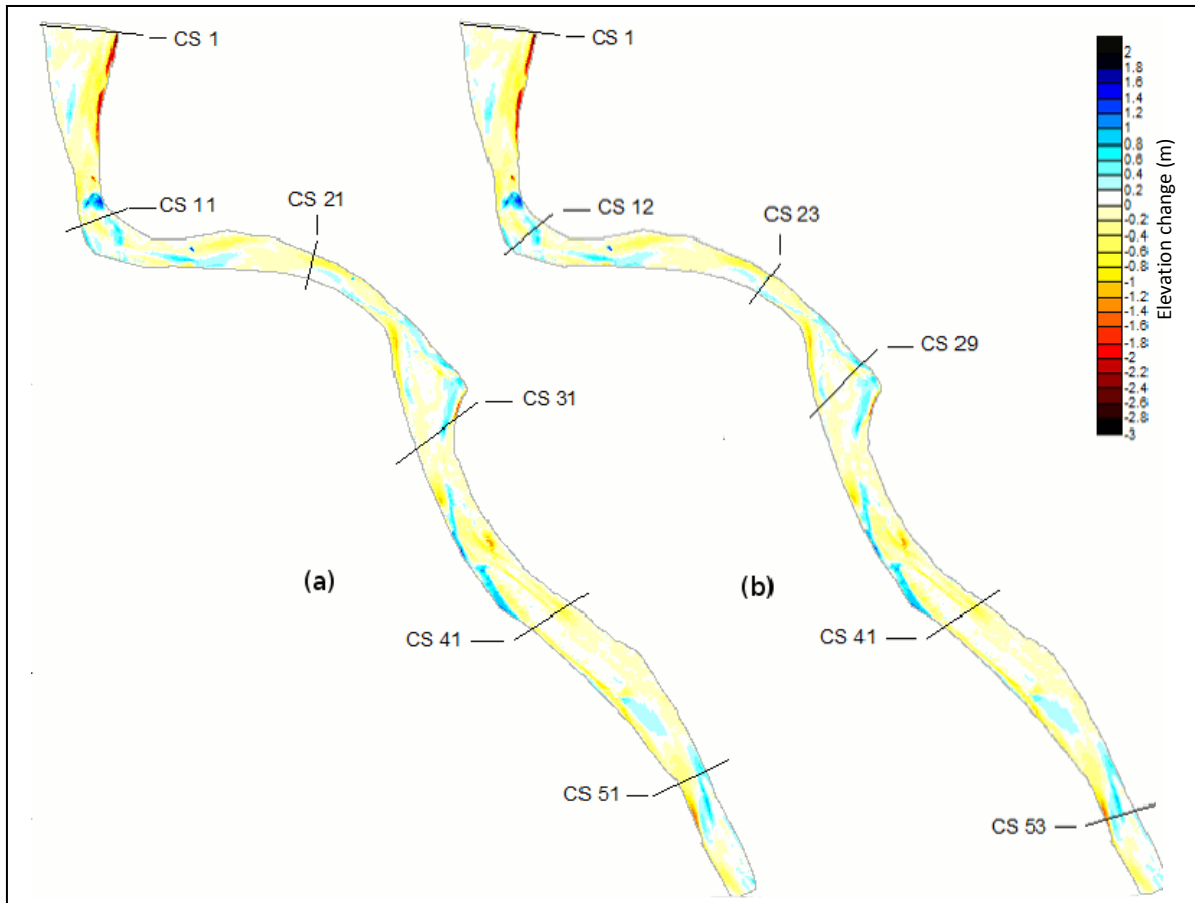 CS 1
CS 11
CS 21
CS 31
(a)
CS 41
CS 51
CS 1
CS 12
CS 23
CS 29
(b)
CS 41
CS 53
2
1.8
1.6
1.4
1.2
1
0.8
0.6
0.4
0.2
0
-0.2
-0.4
-0.6
-0.8
-1
-1.2
-1.4
-1.6
-1.8
-2
-2.2
-2.4
-2.6
-2.8
-3
Elevation change (m)